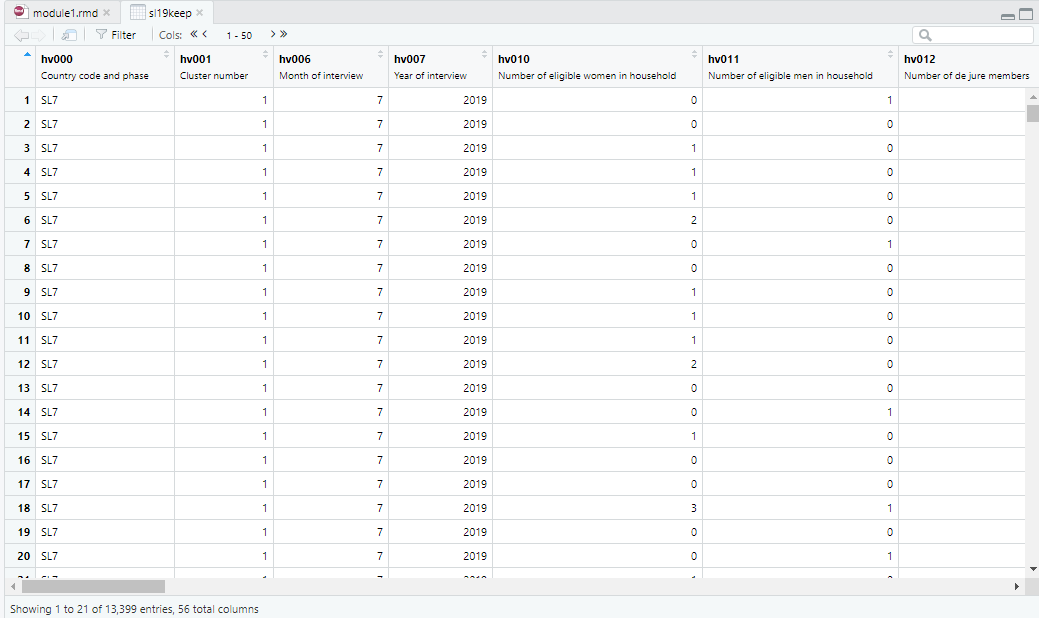 module1.rmd sl19keep
Filter Cols: 1 - 50
hv000 hv001 hv006 hv007 hv010 hv011 hv012
Country code and phase Cluster number Month of interview Year of interview Number of eligible women in household Number of eligible men in household Number of de jure members
1 SL7 1 7 2019 0 1
2 SL7 1 7 2019 0 0
3 SL7 1 7 2019 1 0
4 SL7 1 7 2019 1 0
5 SL7 1 7 2019 1 0
6 SL7 1 7 2019 2 0
7 SL7 1 7 2019 0 1
8 SL7 1 7 2019 0 0
9 SL7 1 7 2019 1 0
10 SL7 1 7 2019 1 0
11 SL7 1 7 2019 1 0
12 SL7 1 7 2019 2 0
13 SL7 1 7 2019 0 0
14 SL7 1 7 2019 0 1
15 SL7 1 7 2019 1 0
16 SL7 1 7 2019 0 0
17 SL7 1 7 2019 0 0
18 SL7 1 7 2019 3 1
19 SL7 1 7 2019 0 0
20 SL7 1 7 2019 0 1
Showing 1 to 21 of 13,399 entries, 56 total columns